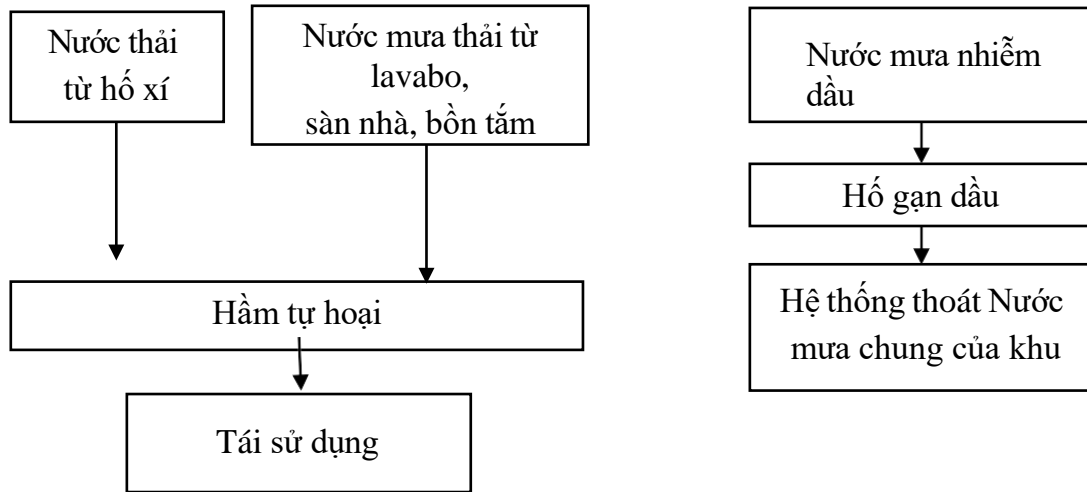 Nước thải
từ hố xí
Nước mưa thải từ
lavabo,
sàn nhà, bồn tắm
Hầm tự hoại
Tái sử dụng
Nước mưa nhiễm
dầu
Hố gạn dầu
Hệ thống thoát Nước
mưa chung của khu